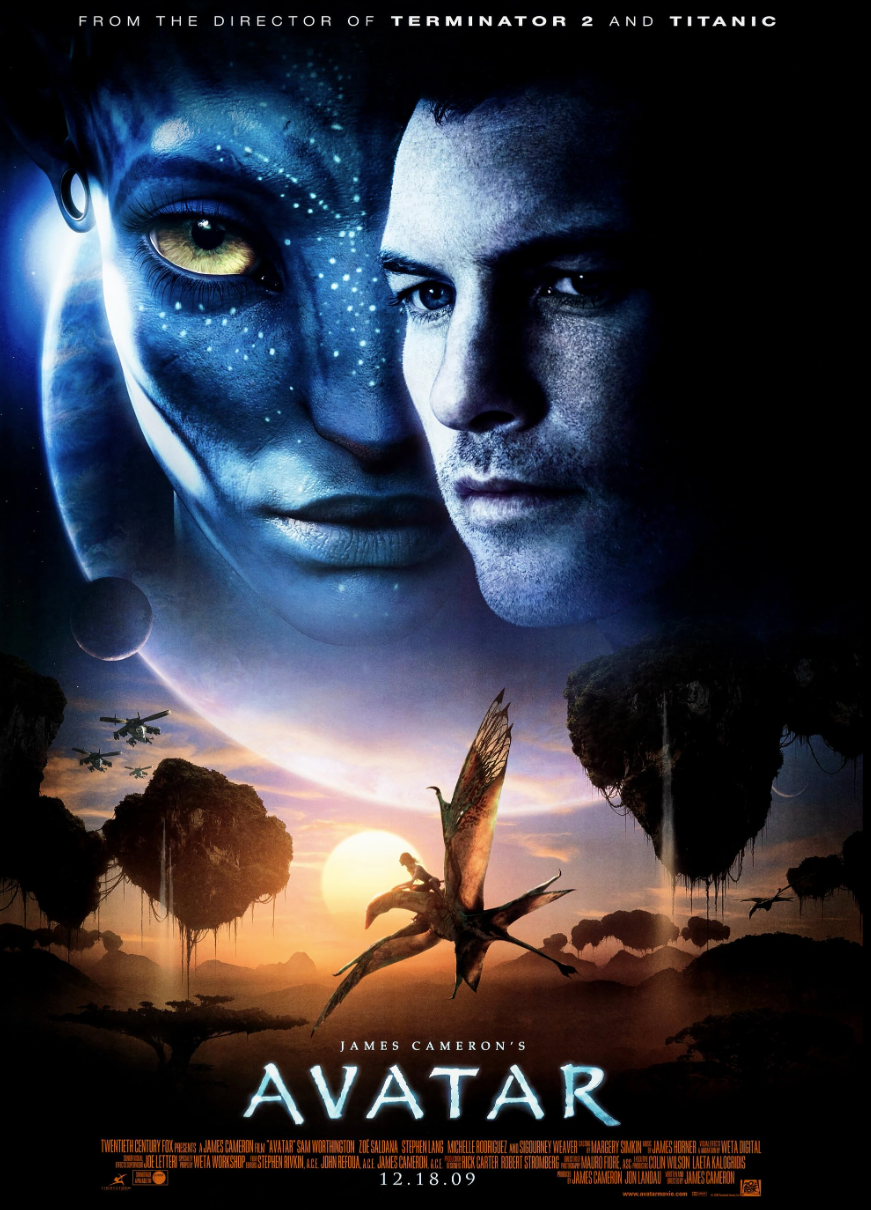 FROM THE DIRECTOR OF TERMINATOR 2 AND TITANIC
JAMES CAMERON'S
AVATAR
TWENTIETH CENTURY FOX PRESENTS A JAMES CAMERON FILM "AVATAR" SAM WORTHINGTON ZOË SALDANA STEPHEN LANG MICHELLE RODRIGUEZ AND SIGOURNEY WEAVER MARGERY SIMKIN JAMES HORNER WETA DIGITAL
JOE LETTERI WETA WORKSHOP STEPHEN RIVKIN, A.C.E. JOHN REFOUA, A.C.E. JAMES CAMERON, A.C.E. RICK CARTER ROBERT STROMBERG MAURO FIORE, ASC COLIN WILSON LAETA KALOGRIDIS
JAMES CAMERON JON LANDAU JAMES CAMERON
12.18.09
www.avatarmovie.com